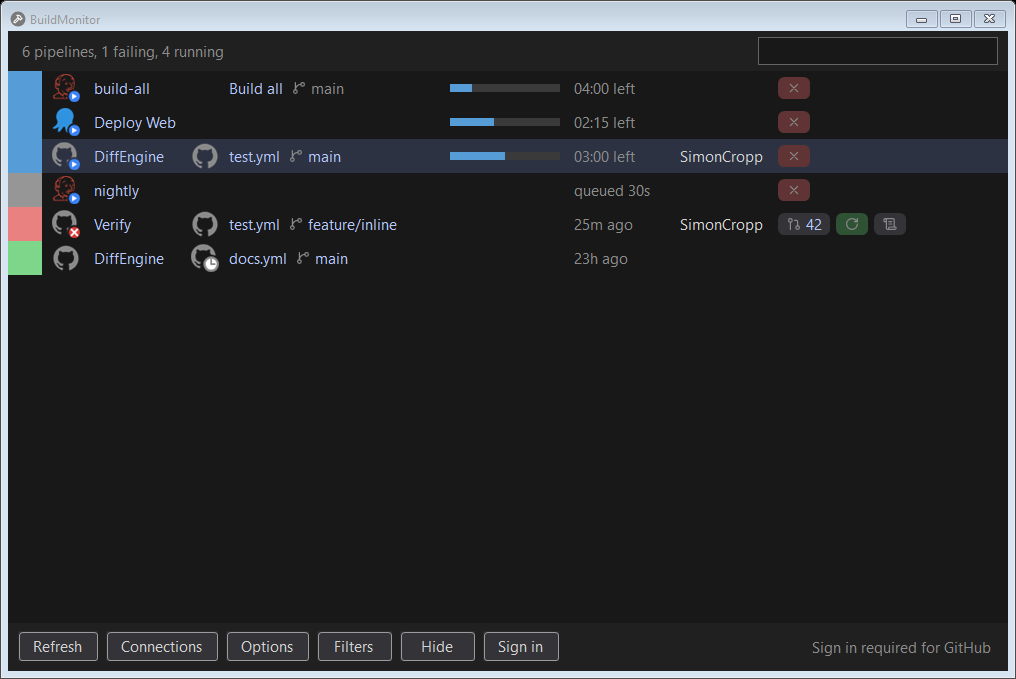 BuildMonitor
6 pipelines, 1 failing, 4 running
build-all Build all main 04:00 left
Deploy Web 02:15 left
DiffEngine test.yml main 03:00 left SimonCropp
nightly queued 30s
Verify test.yml feature/inline 25m ago SimonCropp 42
DiffEngine docs.yml main 23h ago
Refresh Connections Options Filters Hide Sign in Sign in required for GitHub